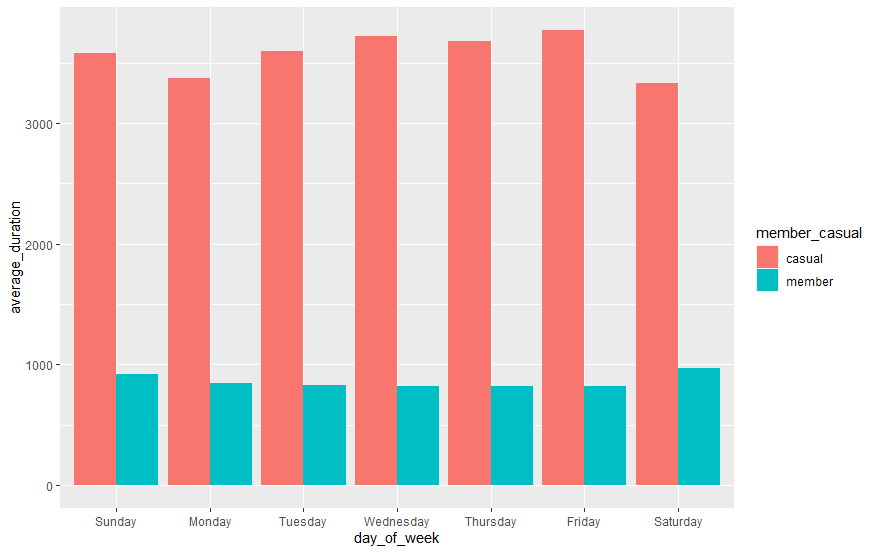 average_duration
3000
2000
1000
0
Sunday Monday Tuesday Wednesday Thursday Friday Saturday
day_of_week
member_casual
casual
member